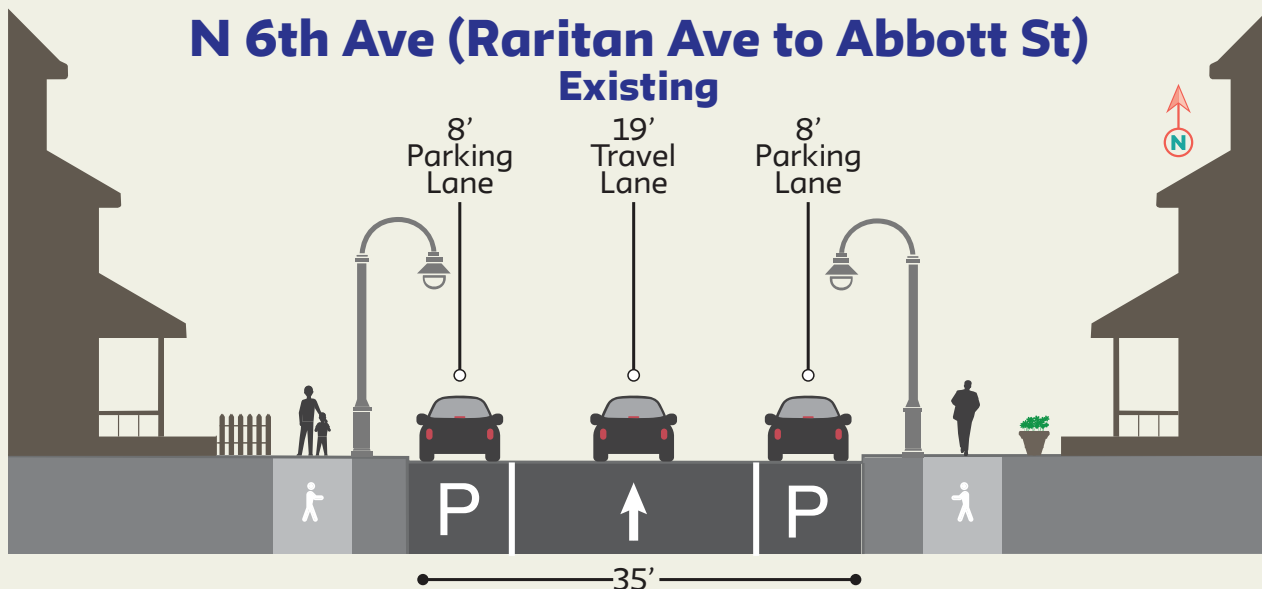 N 6th Ave (Raritan Ave to Abbott St)
Existing
8’
Parking
Lane
19’
Travel
Lane
8’
Parking
Lane
N
P
P
35’